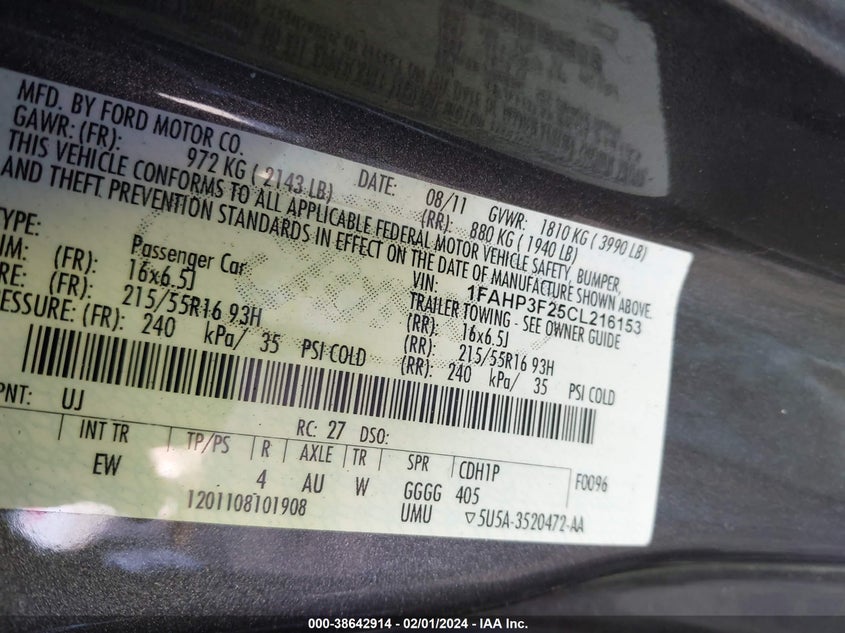 MFD. BY FORD MOTOR CO.
DATE: 08/11 GVWR: 1810 KG ( 3990 LB)
GAWR: (FR): 972 KG ( 2143 LB) (RR): 880 KG ( 1940 LB)
THIS VEHICLE CONFORMS TO ALL APPLICABLE FEDERAL MOTOR VEHICLE SAFETY, BUMPER,
AND THEFT PREVENTION STANDARDS IN EFFECT ON THE DATE OF MANUFACTURE SHOWN ABOVE.
VIN: 1FAHP3F25CL216153
TYPE: Passenger Car TRAILER TOWING - SEE OWNER GUIDE
IM: (FR): 16x6.5J (RR): 16x6.5J
RE: (FR): 215/55R16 93H (RR): 215/55R16 93H
PRESSURE: (FR): 240 kPa/ 35 PSI COLD (RR): 240 kPa/ 35 PSI COLD
PNT: UJ RC: 27 DSO:
INT TR TP/PS R AXLE TR SPR CDH1P F0096
EW 4 AU W GGGG 405
1201108101908 UMU ▽5U5A-3520472-AA
000-38642914 - 02/01/2024 - IAA Inc.